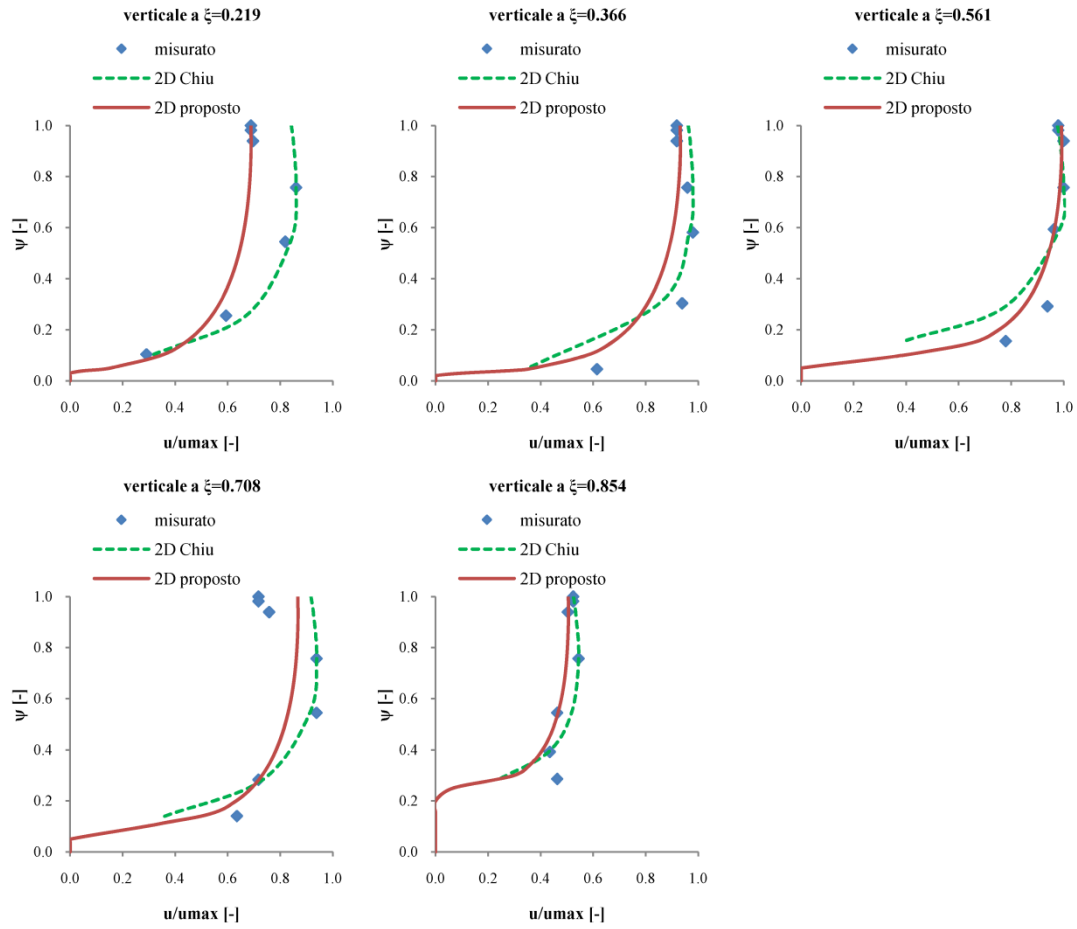 verticale a ξ=0.219
misurato
2D Chiu
2D proposto
ψ [-]
1.0
0.8
0.6
0.4
0.2
0.0
0.0 0.2 0.4 0.6 0.8 1.0
u/umax [-]
verticale a ξ=0.366
misurato
2D Chiu
2D proposto
ψ [-]
1.0
0.8
0.6
0.4
0.2
0.0
0.0 0.2 0.4 0.6 0.8 1.0
u/umax [-]
verticale a ξ=0.561
misurato
2D Chiu
2D proposto
ψ [-]
1.0
0.8
0.6
0.4
0.2
0.0
0.0 0.2 0.4 0.6 0.8 1.0
u/umax [-]
verticale a ξ=0.708
misurato
2D Chiu
2D proposto
ψ [-]
1.0
0.8
0.6
0.4
0.2
0.0
0.0 0.2 0.4 0.6 0.8 1.0
u/umax [-]
verticale a ξ=0.854
misurato
2D Chiu
2D proposto
ψ [-]
1.0
0.8
0.6
0.4
0.2
0.0
0.0 0.2 0.4 0.6 0.8 1.0
u/umax [-]